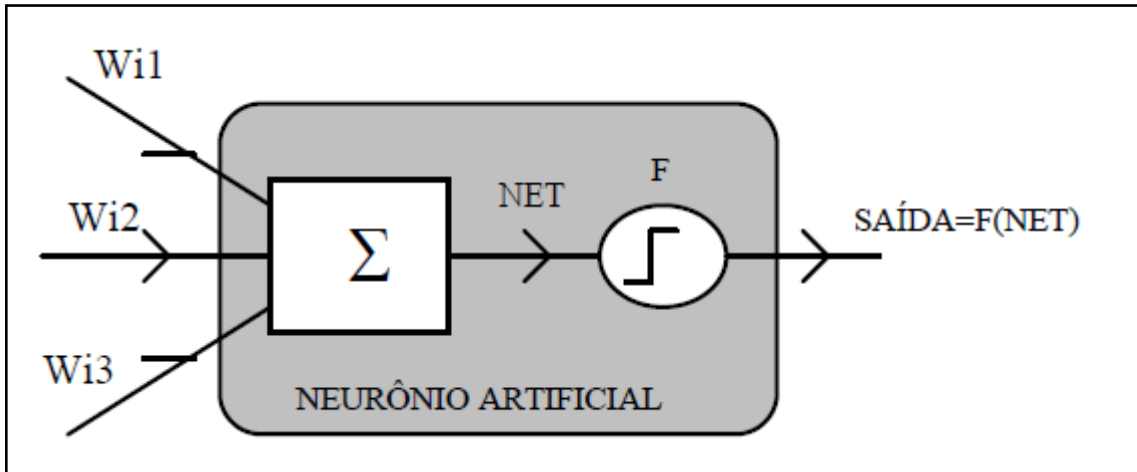 Wi1
F
NET
Wi2
SAÍDA=F(NET)
Σ
Wi3
NEURÔNIO ARTIFICIAL